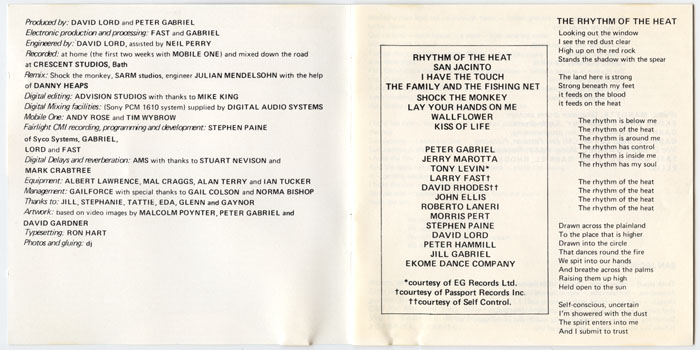 Produced by: DAVID LORD and PETER GABRIEL
Electronic production and processing: FAST and GABRIEL
Engineered by: DAVID LORD, assisted by NEIL PERRY
Recorded: at home (the first two weeks with MOBILE ONE) and mixed down the road
at CRESCENT STUDIOS, Bath
Remix: Shock the monkey, SARM studios, engineer JULIAN MENDELSOHN with the help
of DANNY HEAPS
Digital editing: ADVISION STUDIOS with thanks to MIKE KING
Digital Mixing facilities: (Sony PCM 1610 system) supplied by DIGITAL AUDIO SYSTEMS
Mobile One: ANDY ROSE and TIM WYBROW
Fairlight CMI recording, programming and development: STEPHEN PAINE
of Syco Systems, GABRIEL,
LORD and FAST
Digital Delays and reverberation: AMS with thanks to STUART NEVISON and
MARK CRABTREE
Equipment: ALBERT LAWRENCE, MAL CRAGGS, ALAN TERRY and IAN TUCKER
Management: GAILFORCE with special thanks to GAIL COLSON and NORMA BISHOP
Thanks to: JILL, STEPHANIE, TATTIE, EDA, GLENN and GAYNOR
Artwork: based on video images by MALCOLM POYNTER, PETER GABRIEL and
DAVID GARDNER
Typesetting: RON HART
Photos and gluing: dj
RHYTHM OF THE HEAT
SAN JACINTO
I HAVE THE TOUCH
THE FAMILY AND THE FISHING NET
SHOCK THE MONKEY
LAY YOUR HANDS ON ME
WALLFLOWER
KISS OF LIFE
PETER GABRIEL
JERRY MAROTTA
TONY LEVIN*
LARRY FAST†
DAVID RHODES††
JOHN ELLIS
ROBERTO LANERI
MORRIS PERT
STEPHEN PAINE
DAVID LORD
PETER HAMMILL
JILL GABRIEL
EKOME DANCE COMPANY
*courtesy of EG Records Ltd.
†courtesy of Passport Records Inc.
††courtesy of Self Control.
THE RHYTHM OF THE HEAT
Looking out the window
I see the red dust clear
High up on the red rock
Stands the shadow with the spear
The land here is strong
Strong beneath my feet
it feeds on the blood
it feeds on the heat
The rhythm is below me
The rhythm of the heat
The rhythm is around me
The rhythm has control
The rhythm is inside me
The rhythm has my soul
The rhythm of the heat
The rhythm of the heat
The rhythm of the heat
The rhythm of the heat
Drawn across the plainland
To the place that is higher
Drawn into the circle
That dances round the fire
We spit into our hands
And breathe across the palms
Raising them up high
Held open to the sun
Self-conscious, uncertain
I'm showered with the dust
The spirit enters into me
And I submit to trust